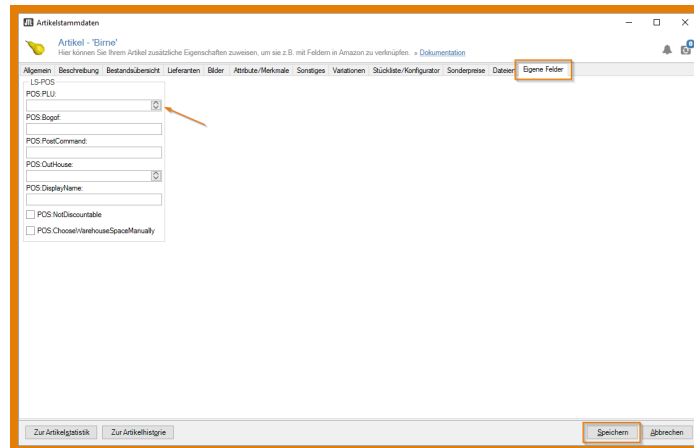 Artikelstammdaten
Artikel - 'Birne'
Hier können Sie Ihrem Artikel zusätzliche Eigenschaften zuweisen, um sie z.B. mit Feldern in Amazon zu verknüpfen. » Dokumentation
Allgemein Beschreibung Bestandsübersicht Lieferanten Bilder Attribute/Merkmale Sonstiges Variationen Stückliste/Konfigurator Sonderpreise Dateien Eigene Felder
LS-POS
POS:PLU:
POS:Bogof:
POS:PostCommand:
POS:OutHouse:
POS:DisplayName:
POS:NotDiscountable
POS:ChooseWarehouseSpaceManually
Zur Artikelstatistik Zur Artikelhistorie Speichern Abbrechen